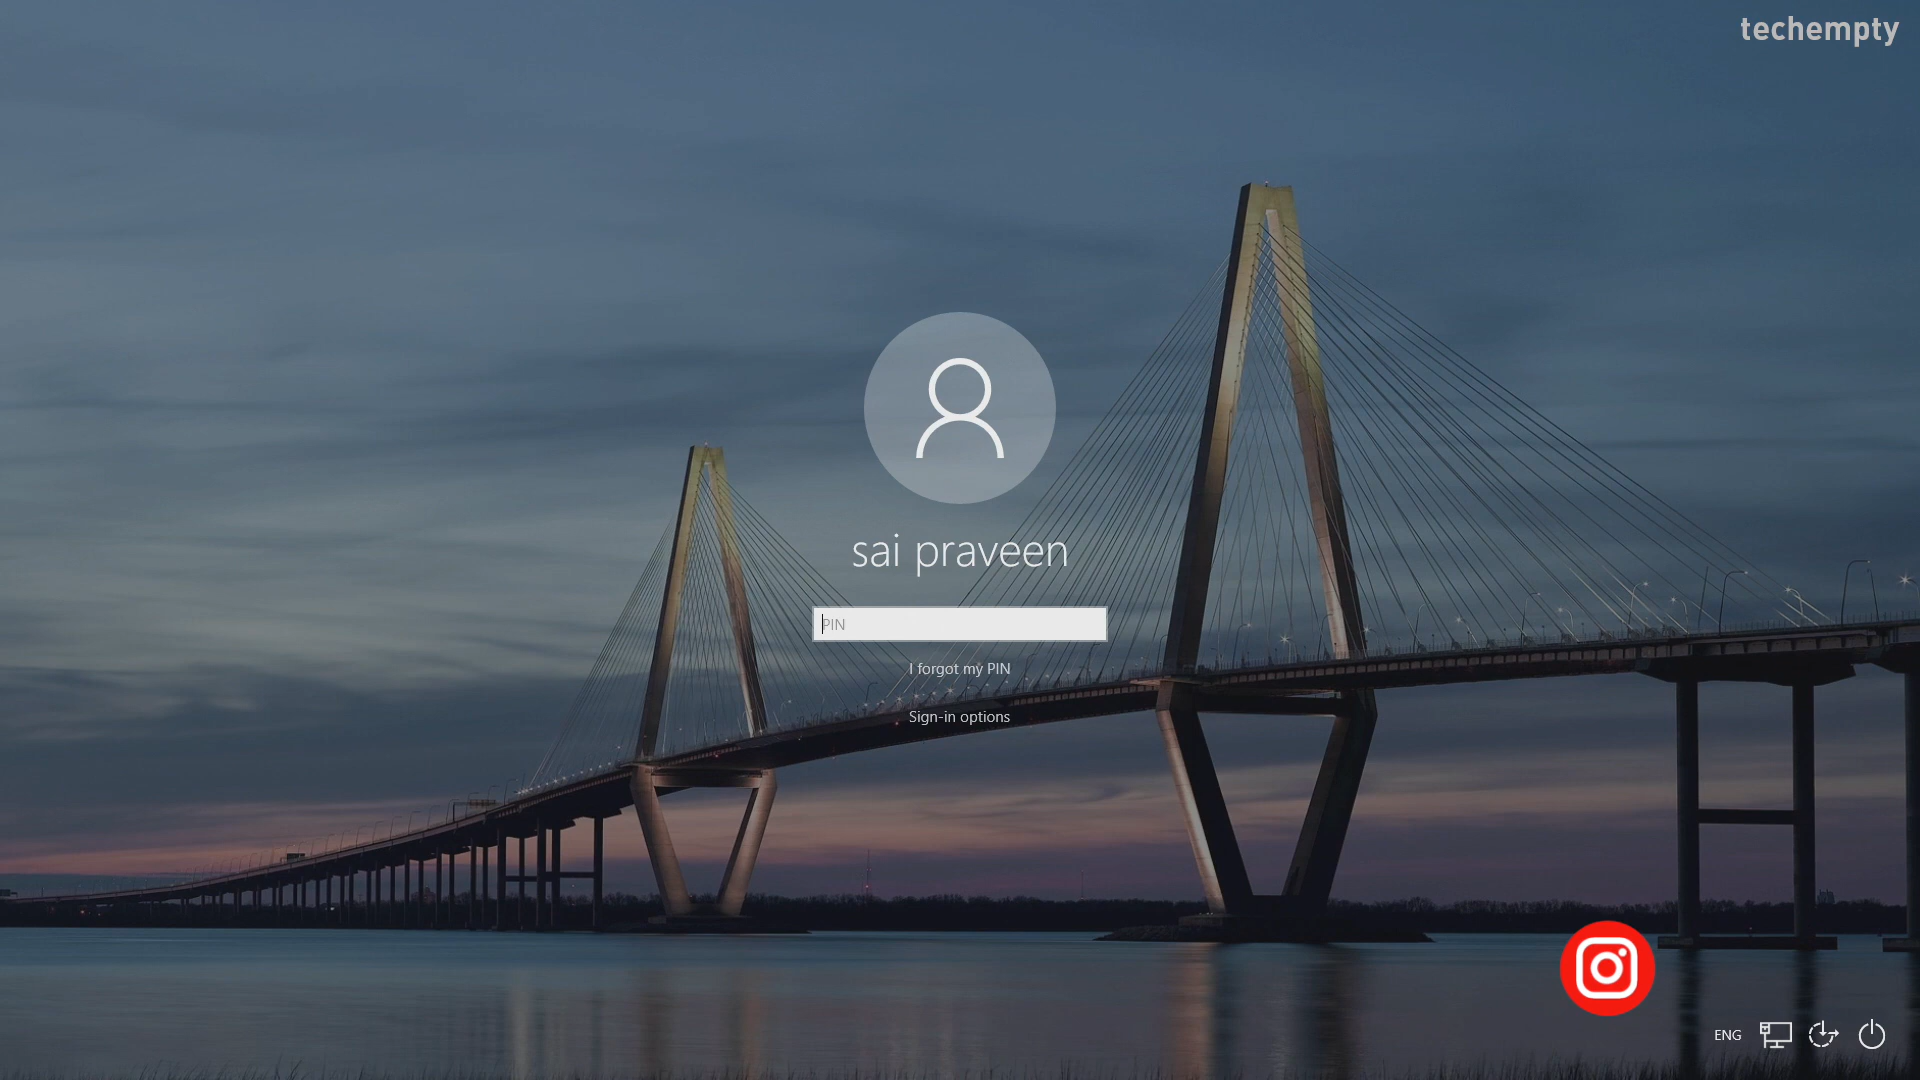 techempty
sai praveen
PIN
I forgot my PIN
Sign-in options
ENG